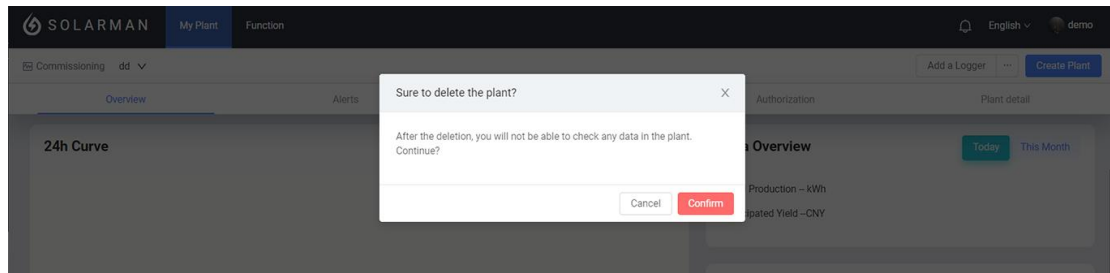 SOLARMAN My Plant Function English demo
Commissioning dd Add a Logger ··· Create Plant
Overview Alerts Authorization Plant detail
Sure to delete the plant?
After the deletion, you will not be able to check any data in the plant.
Continue?
Cancel Confirm
24h Curve
Overview Today This Month
Production -- kWh
Yield --CNY